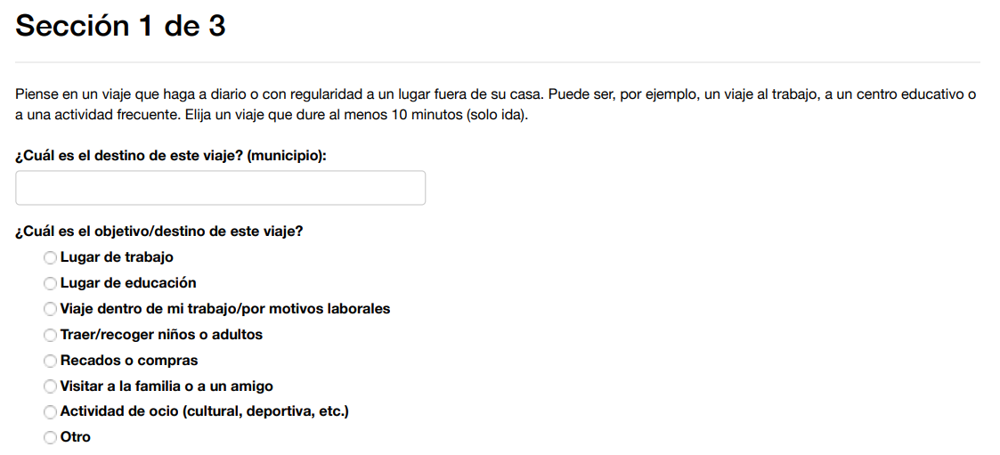 Sección 1 de 3
Piense en un viaje que haga a diario o con regularidad a un lugar fuera de su casa. Puede ser, por ejemplo, un viaje al trabajo, a un centro educativo o
a una actividad frecuente. Elija un viaje que dure al menos 10 minutos (solo ida).
¿Cuál es el destino de este viaje? (municipio):
¿Cuál es el objetivo/destino de este viaje?
Lugar de trabajo
Lugar de educación
Viaje dentro de mi trabajo/por motivos laborales
Traer/recoger niños o adultos
Recados o compras
Visitar a la familia o a un amigo
Actividad de ocio (cultural, deportiva, etc.)
Otro